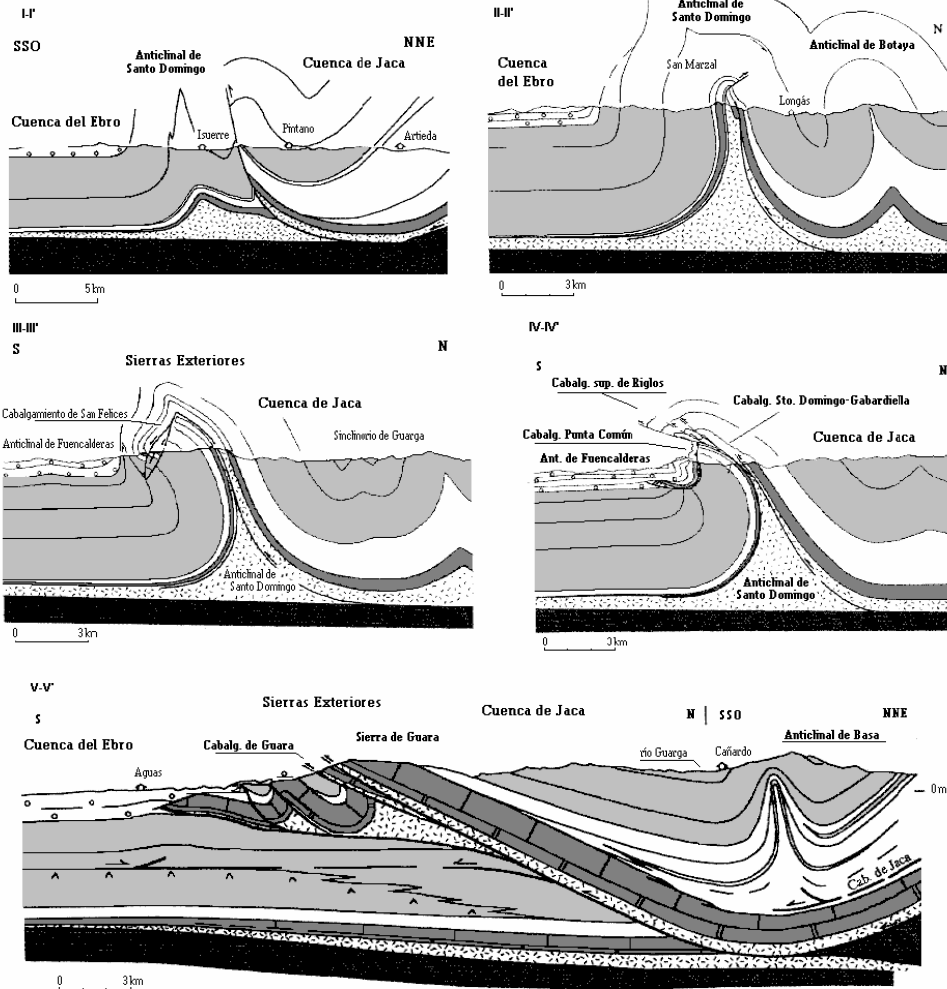 I-I'
SSO
NNE
Anticlinal de
Santo Domingo
Cuenca de Jaca
Cuenca del Ebro
Isuerre
Pintano
Artieda
0 5 km
II-II'
Anticlinal de
Santo Domingo
N
Anticlinal de Botaya
Cuenca
del Ebro
San Marzal
Longás
0 3 km
III-III'
S
N
Sierras Exteriores
Cabalgamiento de San Felices
Cuenca de Jaca
Anticlinal de Fuencalderas
Sinclinorio de Guarga
Anticlinal de
Santo Domingo
0 3 km
IV-IV'
S
N
Cabalg. sup. de Riglos
Cabalg. Sto. Domingo-Gabardiella
Cabalg. Punta Común
Cuenca de Jaca
Ant. de Fuencalderas
Anticlinal de
Santo Domingo
0 3 km
V-V'
S
Sierras Exteriores
Cuenca de Jaca
N | SSO
NNE
Cuenca del Ebro
Cabalg. de Guara
Sierra de Guara
río Guarga
Cañardo
Anticlinal de Basa
Aguas
0 m
Cab. de Jaca
0 3 km